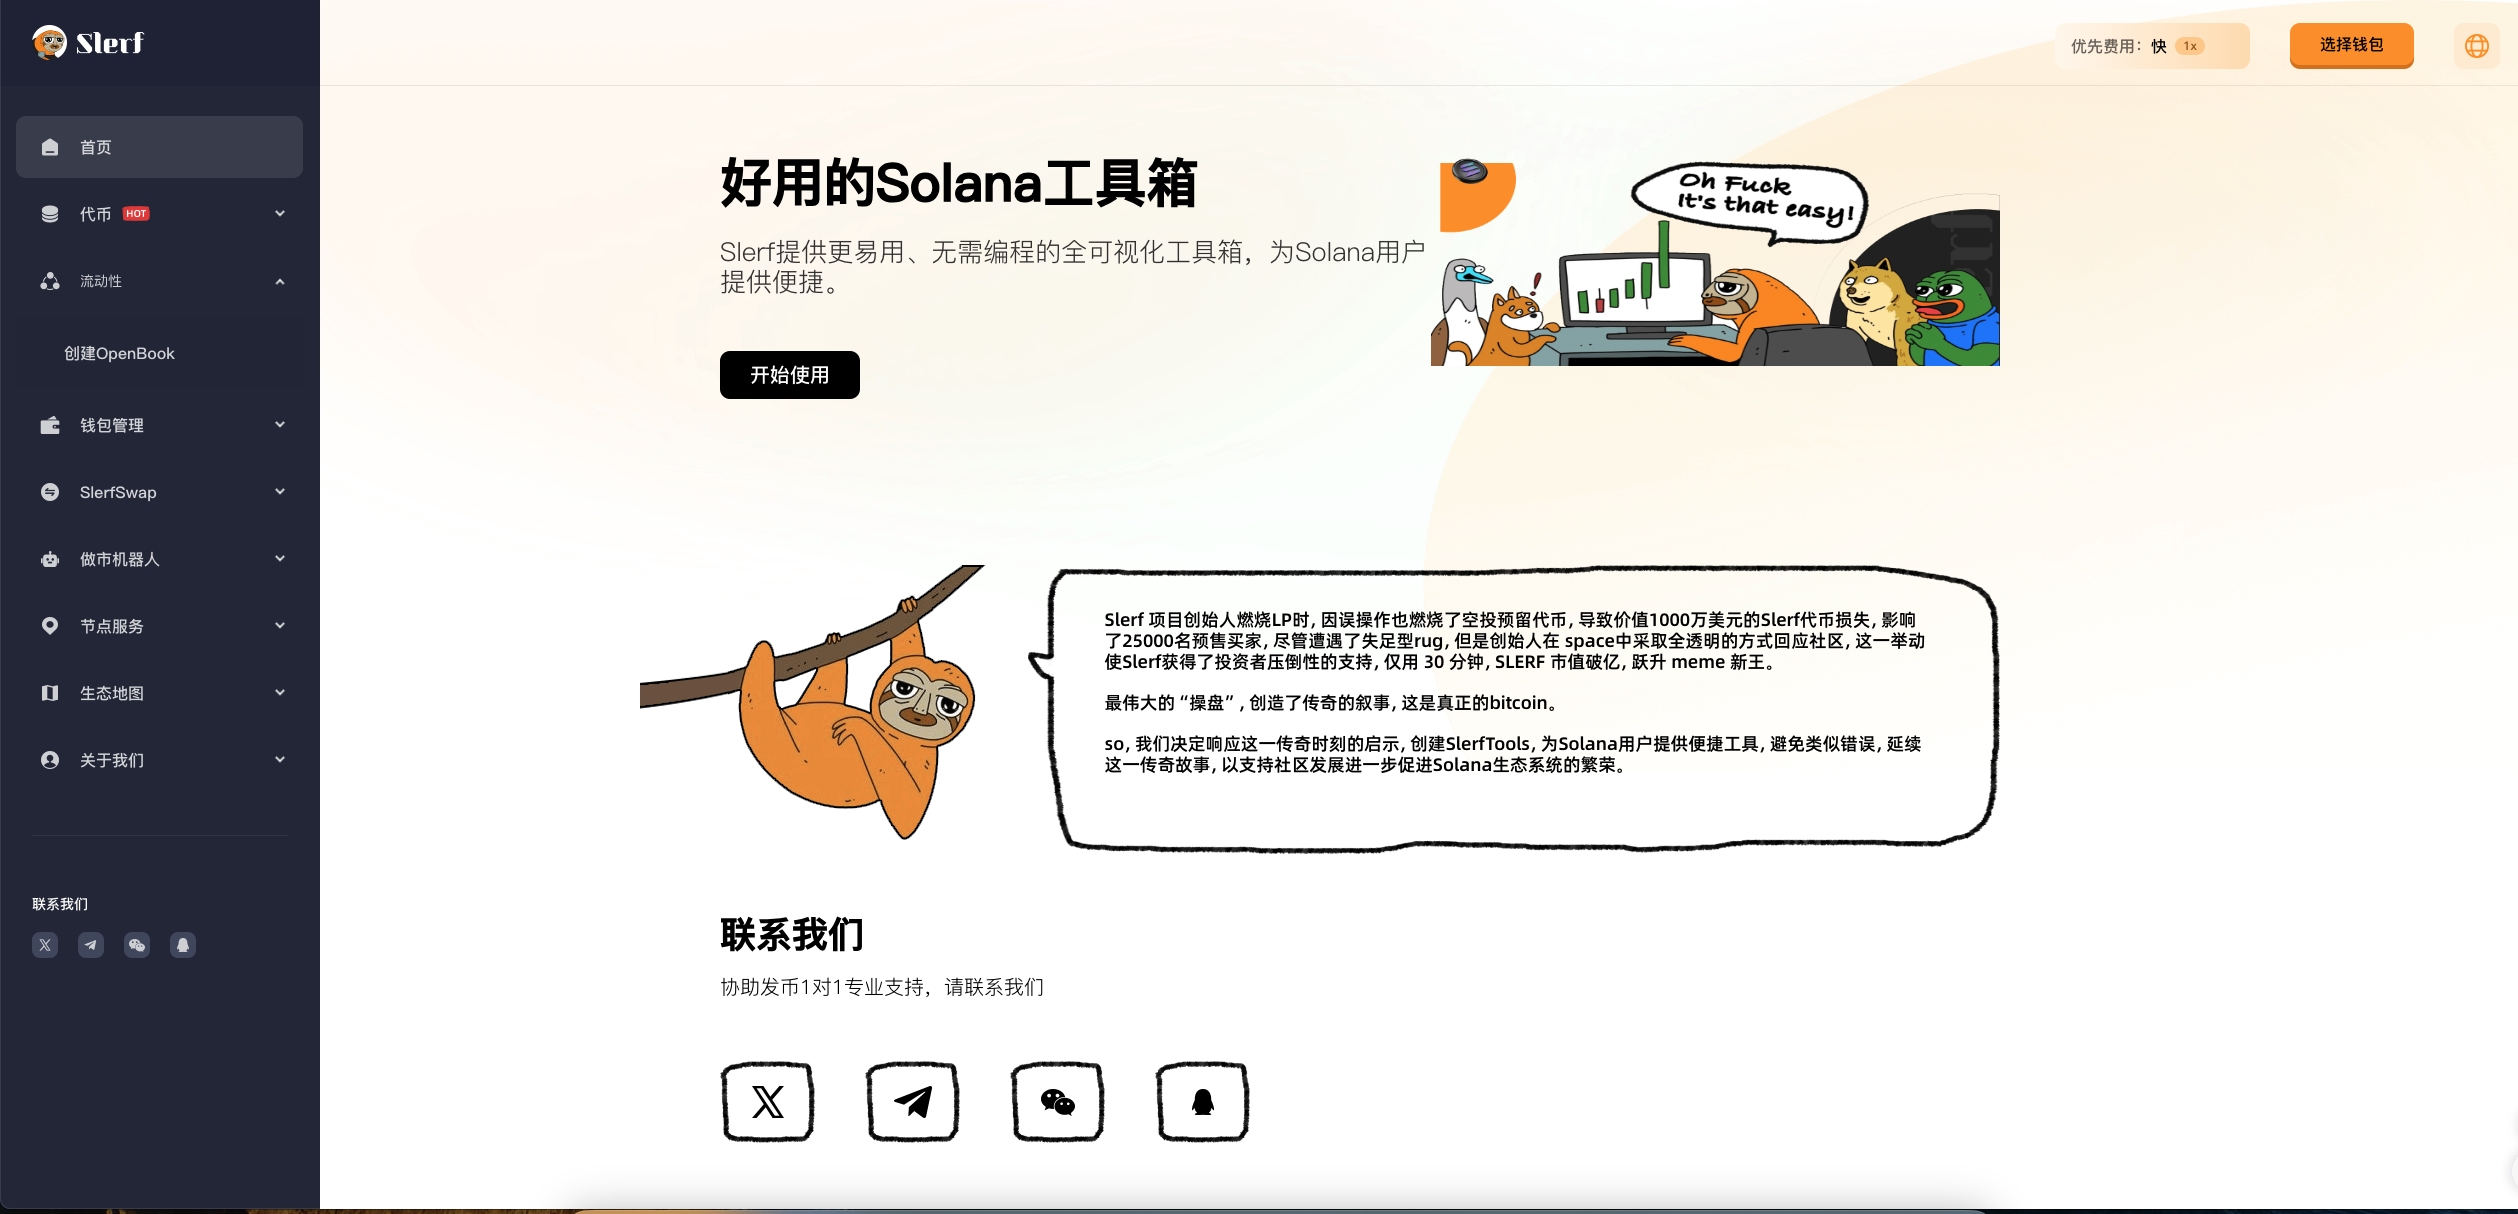 Slerf
优先费用：快 1x
选择钱包
首页
代币 HOT
流动性
创建OpenBook
钱包管理
SlerfSwap
做市机器人
节点服务
生态地图
关于我们
联系我们
好用的Solana工具箱
Slerf提供更易用、无需编程的全可视化工具箱，为Solana用户
提供便捷。
开始使用
Oh Fuck
It's that easy!
Slerf 项目创始人燃烧LP时, 因误操作也燃烧了空投预留代币, 导致价值1000万美元的Slerf代币损失, 影响
了25000名预售买家, 尽管遭遇了失足型rug, 但是创始人在 space中采取全透明的方式回应社区, 这一举动
使Slerf获得了投资者压倒性的支持, 仅用 30 分钟, SLERF 市值破亿, 跃升 meme 新王。
最伟大的 “操盘” , 创造了传奇的叙事, 这是真正的bitcoin。
so, 我们决定响应这一传奇时刻的启示, 创建SlerfTools, 为Solana用户提供便捷工具, 避免类似错误, 延续
这一传奇故事, 以支持社区发展进一步促进Solana生态系统的繁荣。
联系我们
协助发币1对1专业支持，请联系我们